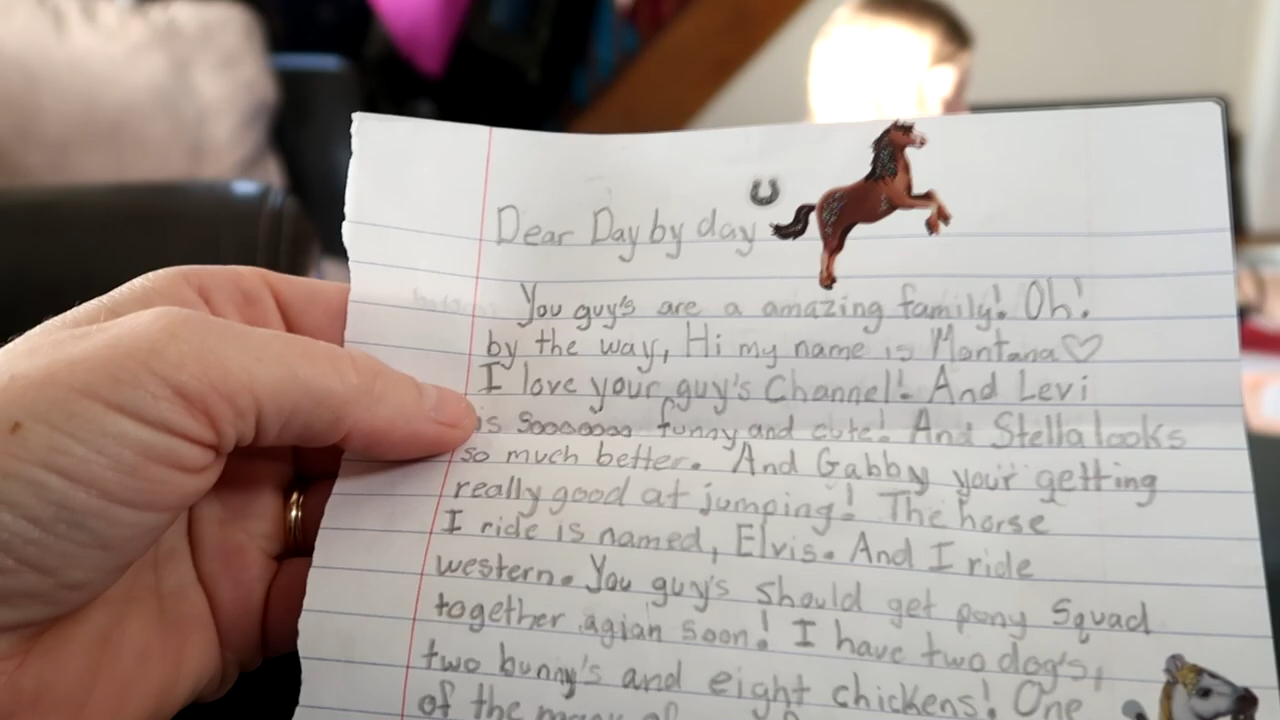 Dear Day by day
You guy's are a amazing family! Oh!
by the way, Hi my name is Montana♡
I love your guy's Channel! And Levi
is Sooooooo funny and cute! And Stella looks
so much better. And Gabby your getting
really good at jumping! The horse
I ride is named, Elvis. And I ride
western. You guy's should get pony Squad
together agian soon! I have two dog's,
two bunny's and eight chickens! One
of the